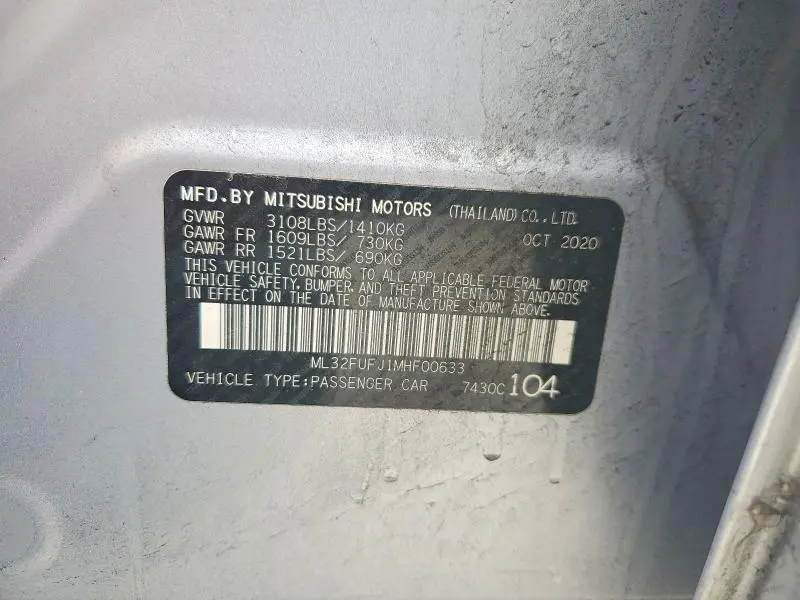 MFD.BY MITSUBISHI MOTORS (THAILAND) CO.,LTD.
GVWR 3108LBS/1410KG OCT 2020
GAWR FR 1609LBS/ 730KG
GAWR RR 1521LBS/ 690KG
THIS VEHICLE CONFORMS TO ALL APPLICABLE FEDERAL MOTOR
VEHICLE SAFETY, BUMPER, AND THEFT PREVENTION STANDARDS
IN EFFECT ON THE DATE OF MANUFACTURE SHOWN ABOVE.
ML32FUFJ1MHF00633
VEHICLE TYPE:PASSENGER CAR 7430C 104